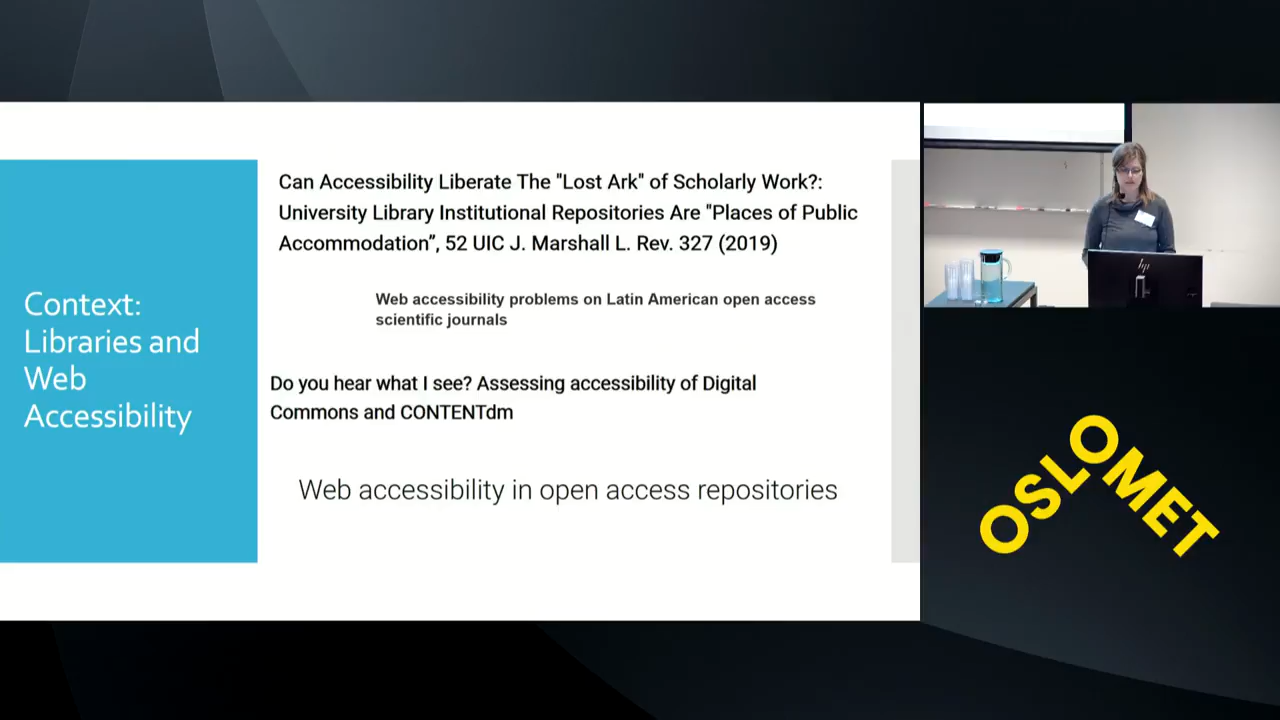 Context:
Libraries and
Web
Accessibility
Can Accessibility Liberate The "Lost Ark" of Scholarly Work?:
University Library Institutional Repositories Are "Places of Public
Accommodation”, 52 UIC J. Marshall L. Rev. 327 (2019)
Web accessibility problems on Latin American open access
scientific journals
Do you hear what I see? Assessing accessibility of Digital
Commons and CONTENTdm
Web accessibility in open access repositories
hp
OSLOMET